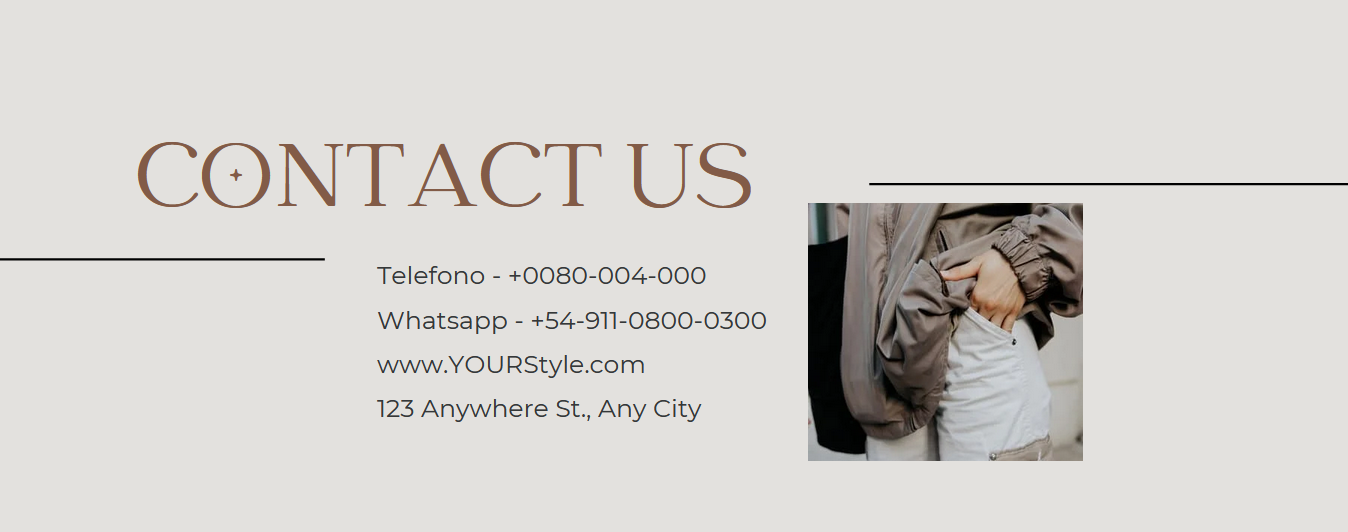 CONTACT US
Telefono - +0080-004-000
Whatsapp - +54-911-0800-0300
www.YOURStyle.com
123 Anywhere St., Any City